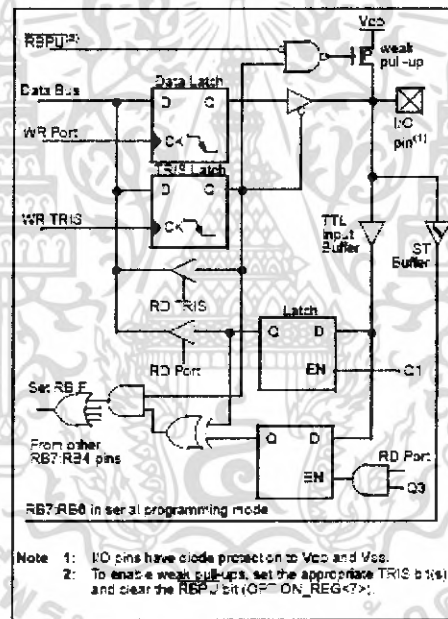 RBPU(2)
VDD
weak
pull-up
Data Latch
Data Bus
D Q
WR Port
CK
I/O
pin(1)
TRIS Latch
D Q
WR TRIS
CK
TTL
Input
Buffer
ST
Buffer
RD TRIS
Latch
Q D
RD Port
EN
Q1
Set RBIF
Q D
From other
RB7:RB4 pins
RD Port
EN
Q3
RB7:RB6 in serial programming mode
Note 1: I/O pins have diode protection to VDD and VSS.
2: To enable weak pull-ups, set the appropriate TRIS bit(s)
and clear the RBPU bit (OPTION_REG<7>).